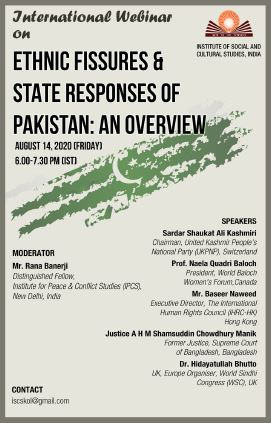 International Webinar
on
ETHNIC FISSURES &
STATE RESPONSES OF
PAKISTAN: AN OVERVIEW
INSTITUTE OF SOCIAL AND
CULTURAL STUDIES, INDIA
AUGUST 14, 2020 (FRIDAY)
6.00-7.30 PM (IST)
SPEAKERS
Sardar Shaukat Ali Kashmiri
Chairman, United Kashmir People's
National Party (UKPNP), Switzerland
Prof. Naela Quadri Baloch
President, World Baloch
Women's Forum,Canada
Mr. Baseer Naweed
Executive Director, The International
Human Rights Council (IHRC-HK)
Hong Kong
Justice A H M Shamsuddin Chowdhury Manik
Former Justice, Supreme Court
of Bangladesh, Bangladesh
Dr. Hidayatullah Bhutto
UK, Europe Organiser, World Sindhi
Congress (WSC), UK
MODERATOR
Mr. Rana Banerji
Distinguished Fellow,
Institute for Peace & Conflict Studies (IPCS),
New Delhi, India
CONTACT
iscskol@gmail.com